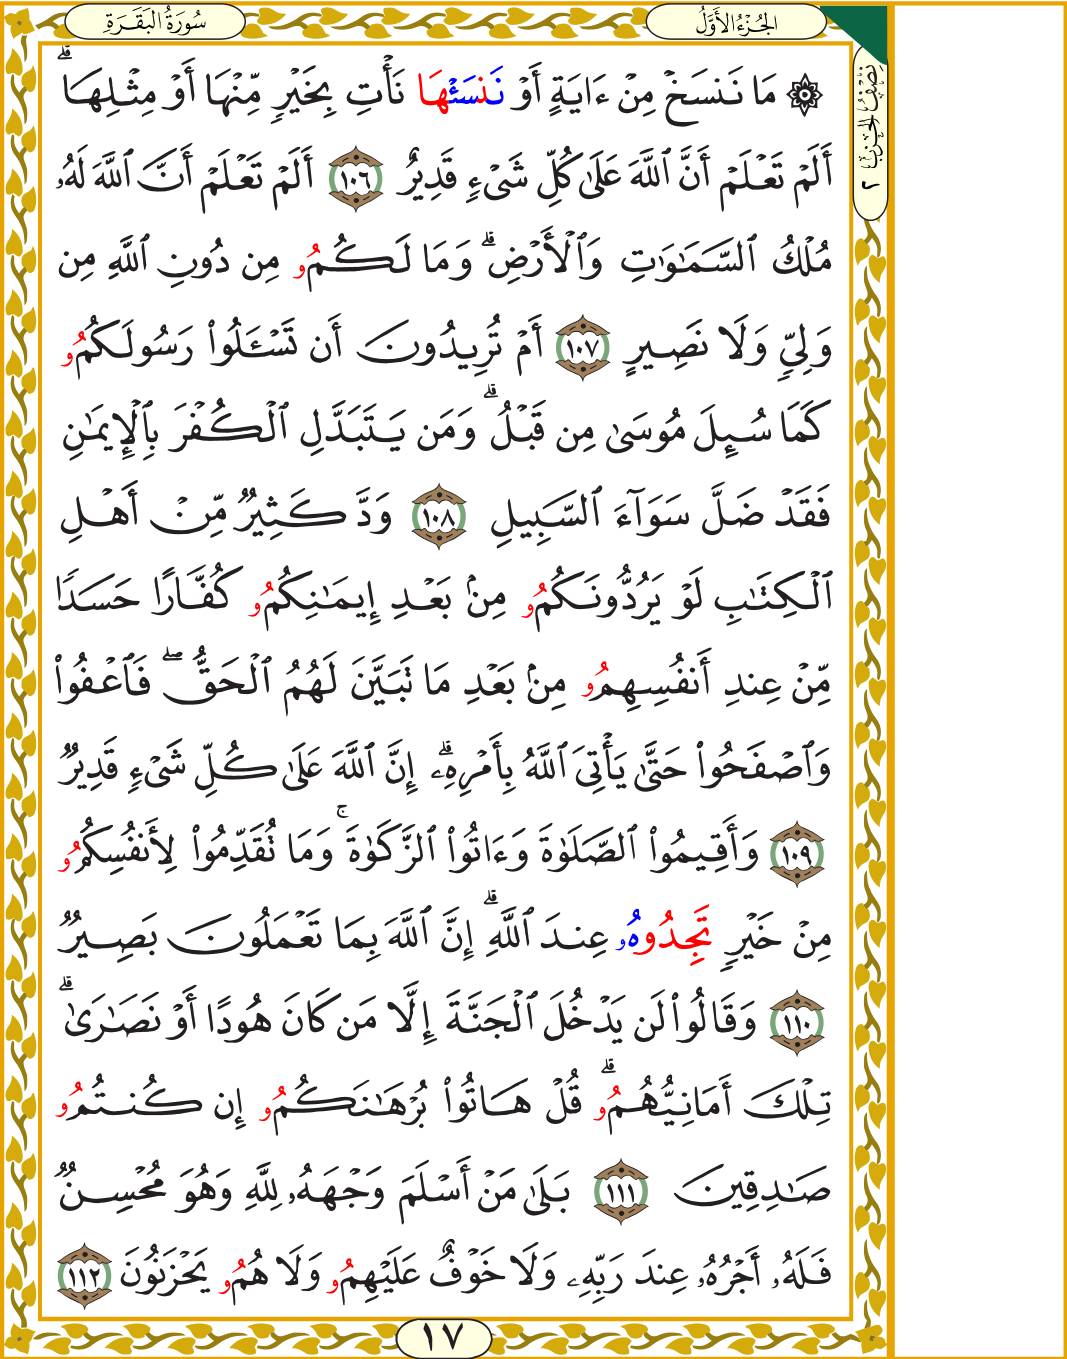 الجُزْءُ الأَوَّلُ
سُورَةُ البَقَرَةِ
نِصْفُ الحِزْبِ ٢
۞ مَا نَنسَخْ مِنْ ءَايَةٍ أَوْ نَنسَئْهَا نَأْتِ بِخَيْرٍ مِّنْهَا أَوْ مِثْلِهَا ۗ
أَلَمْ تَعْلَمْ أَنَّ ٱللَّهَ عَلَىٰ كُلِّ شَىْءٍ قَدِيرٌ ١٠٦ أَلَمْ تَعْلَمْ أَنَّ ٱللَّهَ لَهُۥ
مُلْكُ ٱلسَّمَٰوَٰتِ وَٱلْأَرْضِ ۗ وَمَا لَكُمُو مِن دُونِ ٱللَّهِ مِن
وَلِىٍّ وَلَا نَصِيرٍ ١٠٧ أَمْ تُرِيدُونَ أَن تَسْـَٔلُوا۟ رَسُولَكُمُو
كَمَا سُئِلَ مُوسَىٰ مِن قَبْلُ ۗ وَمَن يَتَبَدَّلِ ٱلْكُفْرَ بِٱلْإِيمَٰنِ
فَقَدْ ضَلَّ سَوَآءَ ٱلسَّبِيلِ ١٠٨ وَدَّ كَثِيرٌ مِّنْ أَهْلِ
ٱلْكِتَٰبِ لَوْ يَرُدُّونَكُمُو مِنۢ بَعْدِ إِيمَٰنِكُمُو كُفَّارًا حَسَدًا
مِّنْ عِندِ أَنفُسِهِمُو مِنۢ بَعْدِ مَا تَبَيَّنَ لَهُمُ ٱلْحَقُّ ۖ فَٱعْفُوا۟
وَٱصْفَحُوا۟ حَتَّىٰ يَأْتِىَ ٱللَّهُ بِأَمْرِهِۦٓ ۗ إِنَّ ٱللَّهَ عَلَىٰ كُلِّ شَىْءٍ قَدِيرٌ
١٠٩ وَأَقِيمُوا۟ ٱلصَّلَوٰةَ وَءَاتُوا۟ ٱلزَّكَوٰةَ ۚ وَمَا تُقَدِّمُوا۟ لِأَنفُسِكُمُو
مِنْ خَيْرٍ تَجِدُوهُۥ عِندَ ٱللَّهِ ۗ إِنَّ ٱللَّهَ بِمَا تَعْمَلُونَ بَصِيرٌ
١١٠ وَقَالُوا۟ لَن يَدْخُلَ ٱلْجَنَّةَ إِلَّا مَن كَانَ هُودًا أَوْ نَصَٰرَىٰ ۗ
تِلْكَ أَمَانِيُّهُمُو ۗ قُلْ هَاتُوا۟ بُرْهَٰنَكُمُو إِن كُنتُمُو
صَٰدِقِينَ ١١١ بَلَىٰ مَنْ أَسْلَمَ وَجْهَهُۥ لِلَّهِ وَهُوَ مُحْسِنٌ
فَلَهُۥ أَجْرُهُۥ عِندَ رَبِّهِۦ وَلَا خَوْفٌ عَلَيْهِمُو وَلَا هُمُو يَحْزَنُونَ ١١٢
١٧